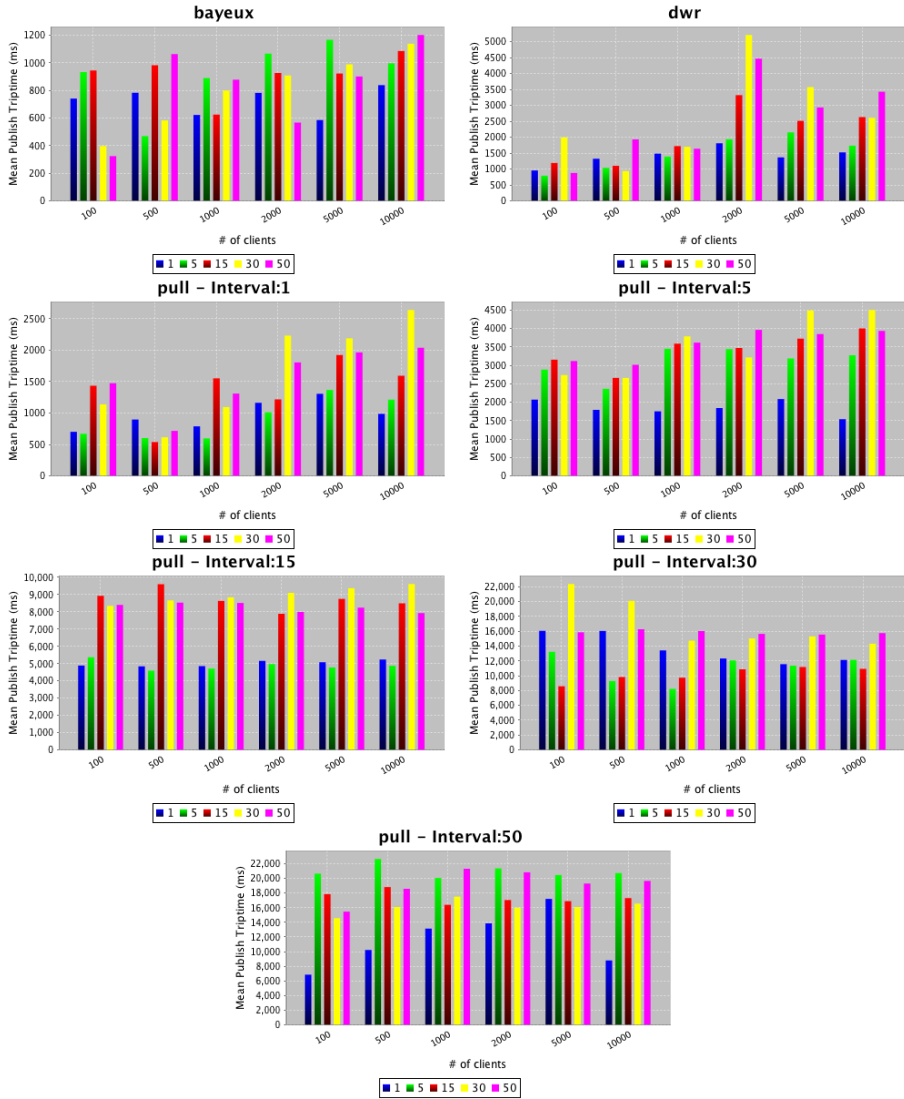 bayeux
Mean Publish Triptime (ms)
1200
1000
800
600
400
200
0
100 500 1000 2000 5000 10000
# of clients
1 5 15 30 50
dwr
Mean Publish Triptime (ms)
5000
4500
4000
3500
3000
2500
2000
1500
1000
500
0
100 500 1000 2000 5000 10000
# of clients
1 5 15 30 50
pull - Interval:1
Mean Publish Triptime (ms)
2500
2000
1500
1000
500
0
100 500 1000 2000 5000 10000
# of clients
1 5 15 30 50
pull - Interval:5
Mean Publish Triptime (ms)
4500
4000
3500
3000
2500
2000
1500
1000
500
0
100 500 1000 2000 5000 10000
# of clients
1 5 15 30 50
pull - Interval:15
Mean Publish Triptime (ms)
10,000
9,000
8,000
7,000
6,000
5,000
4,000
3,000
2,000
1,000
0
100 500 1000 2000 5000 10000
# of clients
1 5 15 30 50
pull - Interval:30
Mean Publish Triptime (ms)
22,000
20,000
18,000
16,000
14,000
12,000
10,000
8,000
6,000
4,000
2,000
0
100 500 1000 2000 5000 10000
# of clients
1 5 15 30 50
pull - Interval:50
Mean Publish Triptime (ms)
22,000
20,000
18,000
16,000
14,000
12,000
10,000
8,000
6,000
4,000
2,000
0
100 500 1000 2000 5000 10000
# of clients
1 5 15 30 50